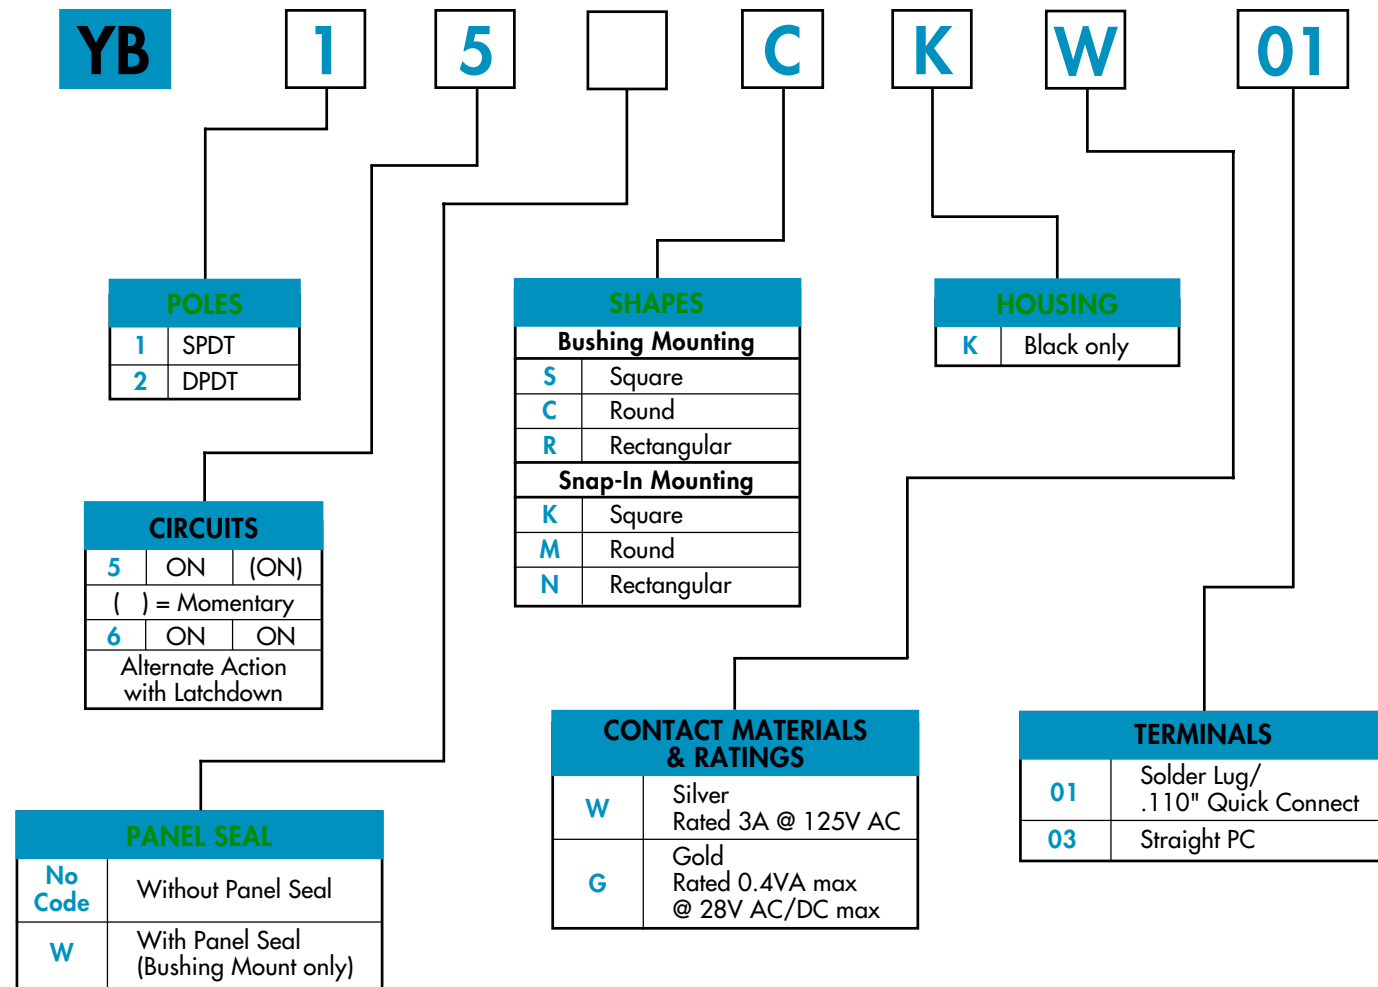 YB 1 5 C K W 01
POLES
1 SPDT
2 DPDT
SHAPES
Bushing Mounting
S Square
C Round
R Rectangular
Snap-In Mounting
K Square
M Round
N Rectangular
HOUSING
K Black only
CIRCUITS
5 ON (ON)
( ) = Momentary
6 ON ON
Alternate Action
with Latchdown
CONTACT MATERIALS
& RATINGS
W Silver
Rated 3A @ 125V AC
G Gold
Rated 0.4VA max
@ 28V AC/DC max
TERMINALS
01 Solder Lug/
.110" Quick Connect
03 Straight PC
PANEL SEAL
No
Code Without Panel Seal
W With Panel Seal
(Bushing Mount only)